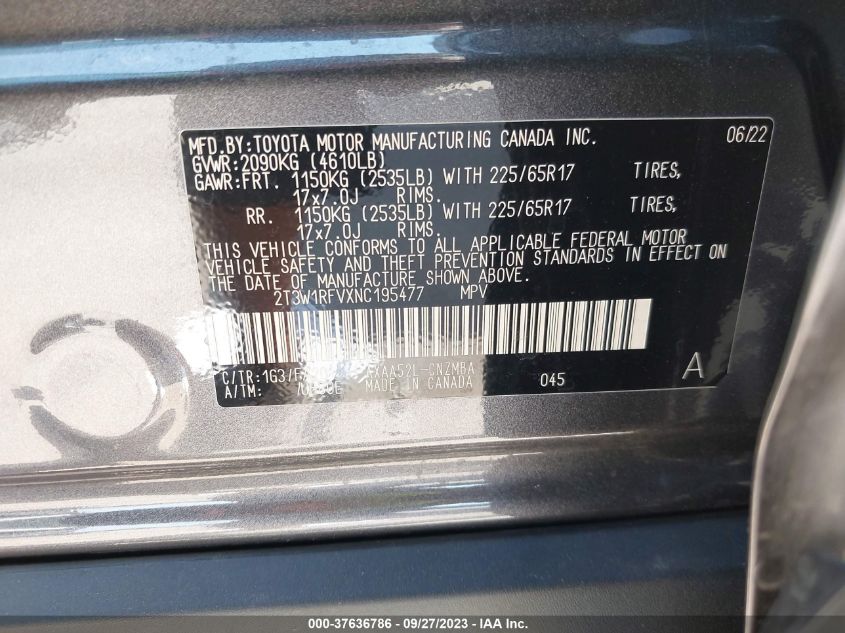 MFD.BY:TOYOTA MOTOR MANUFACTURING CANADA INC. 06/22
GVWR:2090KG (4610LB)
GAWR:FRT. 1150KG (2535LB) WITH 225/65R17 TIRES,
17x7.0J RIMS.
RR. 1150KG (2535LB) WITH 225/65R17 TIRES,
17x7.0J RIMS.
THIS VEHICLE CONFORMS TO ALL APPLICABLE FEDERAL MOTOR
VEHICLE SAFETY AND THEFT PREVENTION STANDARDS IN EFFECT ON
THE DATE OF MANUFACTURE SHOWN ABOVE.
2T3W1RFVXNC195477 MPV
C/TR:1G3/ AXAA52L-CNZMBA
A/TM: MADE IN CANADA 045 A
000-37636786 - 09/27/2023 - IAA Inc.